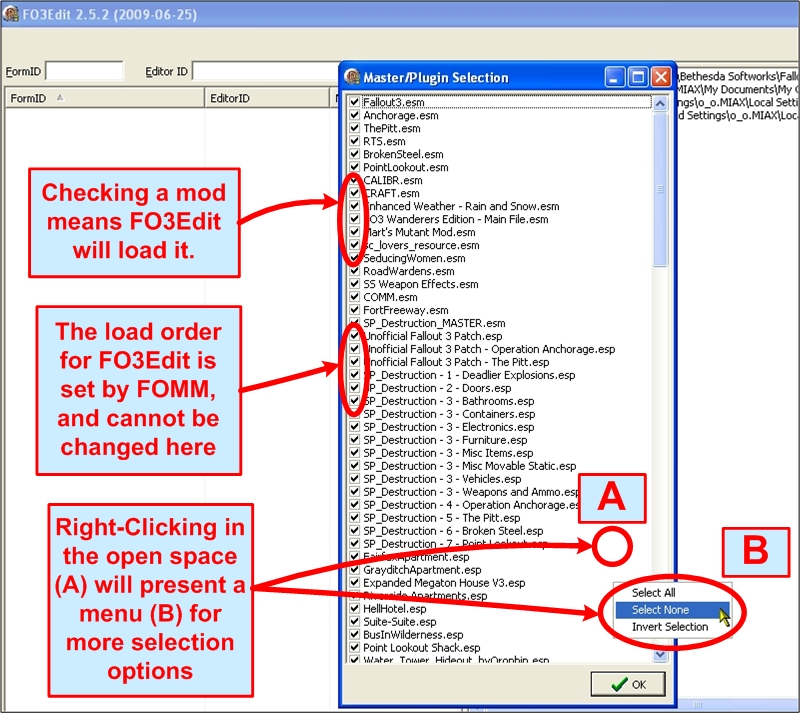 FO3Edit 2.5.2 (2009-06-25)
FormID
Editor ID
FormID
EditorID
Master/Plugin Selection
\Bethesda Softworks\Fall
MIAX\My Documents\My G
ngs\o_o.MIAX\Local Setti
d Settings\o_o.MIAX\Loca
Fallout3.esm
Anchorage.esm
ThePitt.esm
RTS.esm
BrokenSteel.esm
PointLookout.esm
CALIBR.esm
CRAFT.esm
Enhanced Weather - Rain and Snow.esm
FO3 Wanderers Edition - Main File.esm
Mart's Mutant Mod.esm
sc_lovers_resource.esm
SeducingWomen.esm
RoadWardens.esm
SS Weapon Effects.esm
COMM.esm
FortFreeway.esm
SP_Destruction_MASTER.esm
Unofficial Fallout 3 Patch.esp
Unofficial Fallout 3 Patch - Operation Anchorage.esp
Unofficial Fallout 3 Patch - The Pitt.esp
SP_Destruction - 1 - Deadlier Explosions.esp
SP_Destruction - 2 - Doors.esp
SP_Destruction - 3 - Bathrooms.esp
SP_Destruction - 3 - Containers.esp
SP_Destruction - 3 - Electronics.esp
SP_Destruction - 3 - Furniture.esp
SP_Destruction - 3 - Misc Items.esp
SP_Destruction - 3 - Misc Movable Static.esp
SP_Destruction - 3 - Vehicles.esp
SP_Destruction - 3 - Weapons and Ammo.esp
SP_Destruction - 4 - Operation Anchorage.esp
SP_Destruction - 5 - The Pitt.esp
SP_Destruction - 6 - Broken Steel.esp
SP_Destruction - 7 - Point Lookout.esp
FairfaxApartment.esp
GrayditchApartment.esp
Expanded Megaton House V3.esp
Riverside Apartments.esp
HellHotel.esp
Suite-Suite.esp
BusInWilderness.esp
Point Lookout Shack.esp
Water_Tower_Hideout_byOrophin.esp
OK
Checking a mod
means FO3Edit
will load it.
The load order
for FO3Edit is
set by FOMM,
and cannot be
changed here
Right-Clicking in
the open space
(A) will present a
menu (B) for
more selection
options
A
B
Select All
Select None
Invert Selection